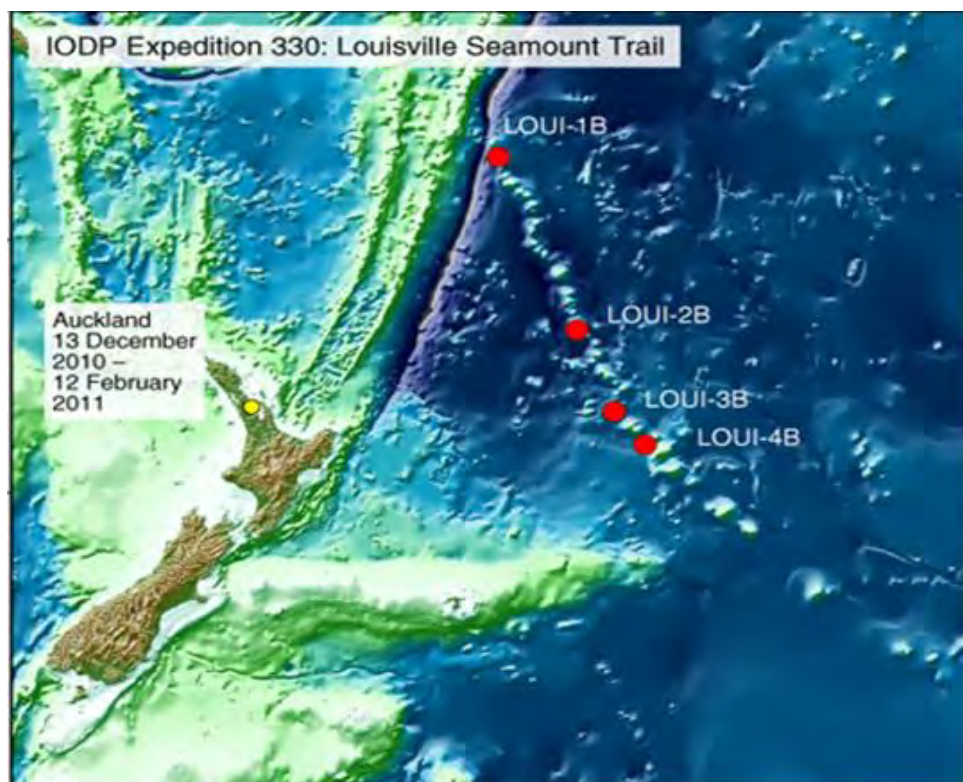 IODP Expedition 330: Louisville Seamount Trail
LOUI-1B
LOUI-2B
Auckland
13 December
2010 –
12 February
2011
LOUI-3B
LOUI-4B